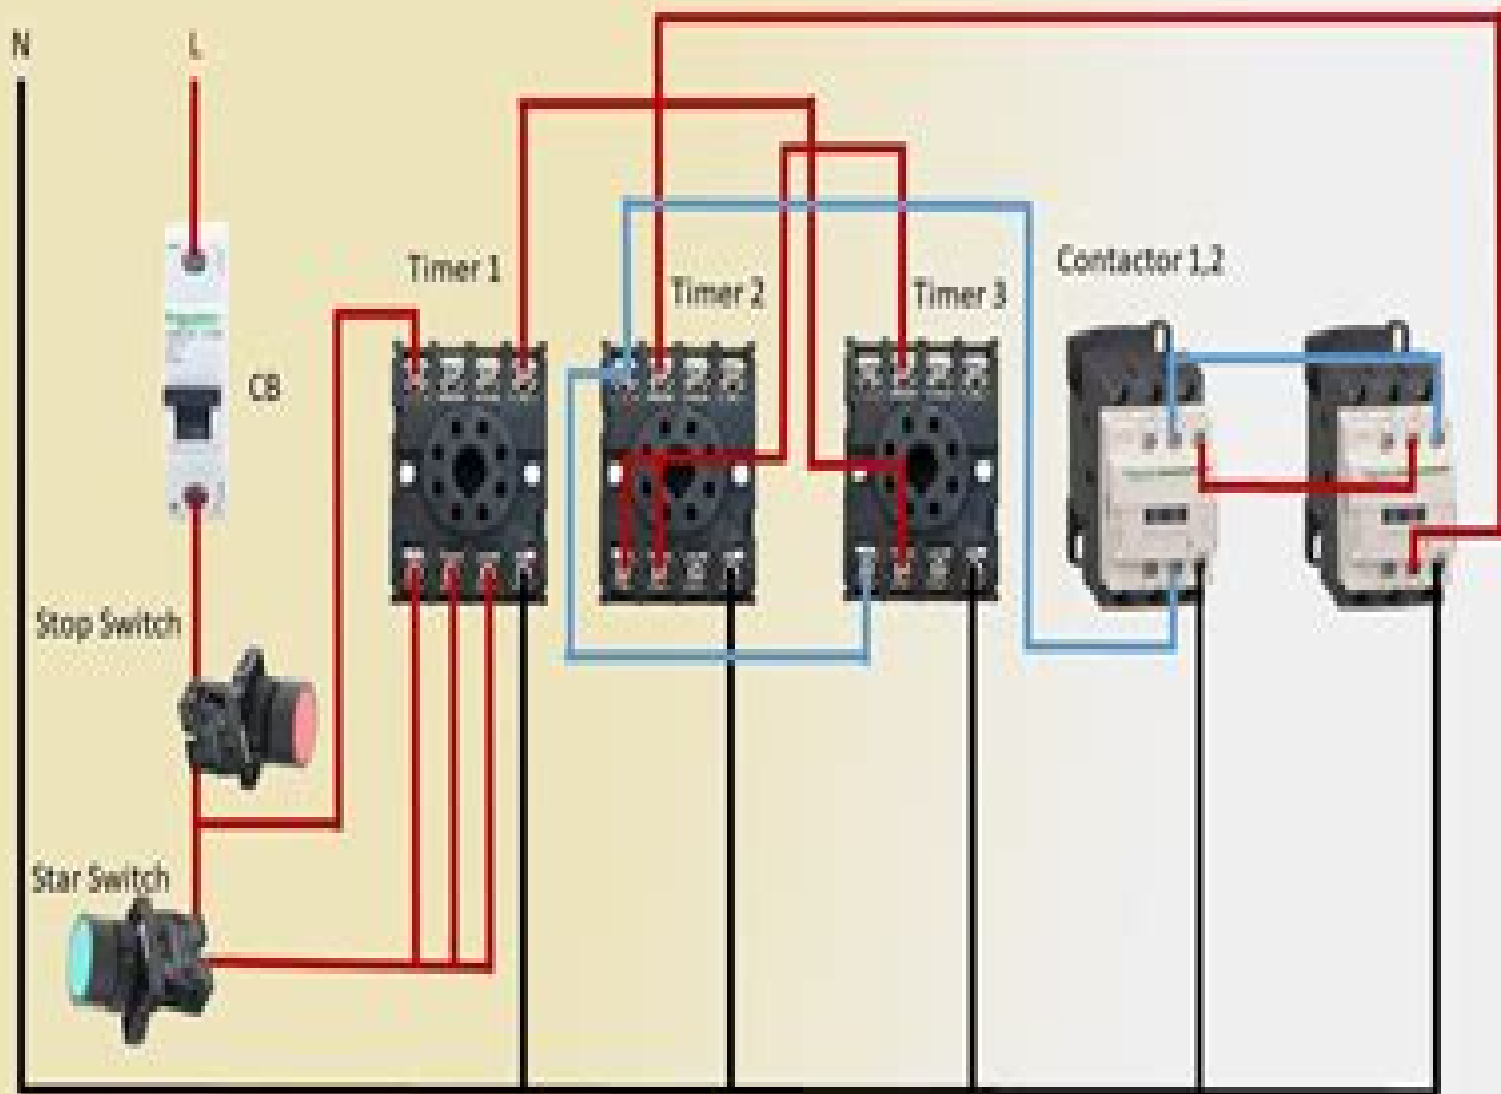 N
L
Timer 1
Timer 2
Timer 3
Contactor 1,2
CB
Stop Switch
Star Switch